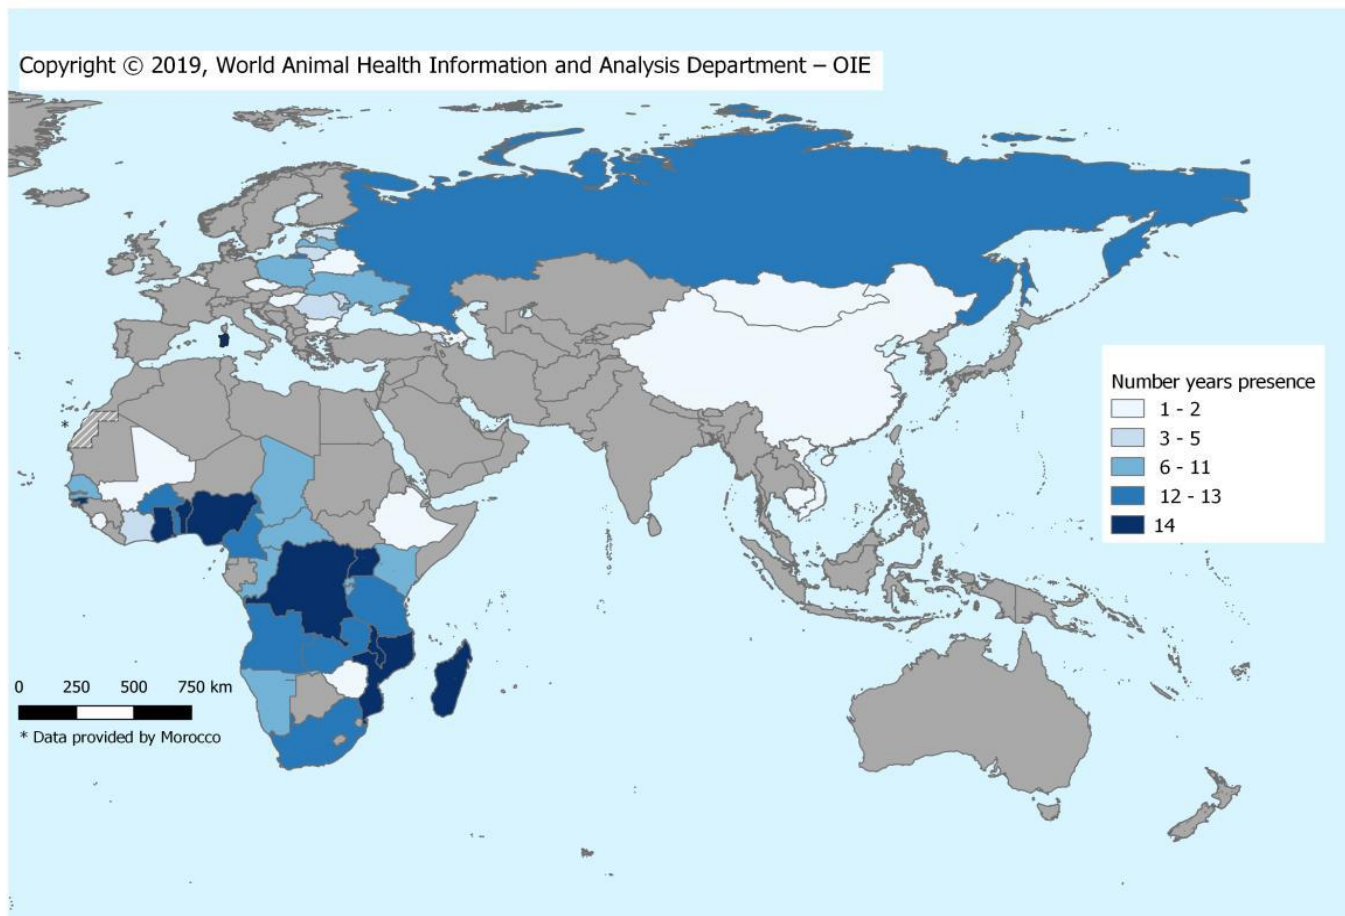 Copyright © 2019, World Animal Health Information and Analysis Department – OIE
Number years presence
1 - 2
3 - 5
6 - 11
12 - 13
14
*
0 250 500 750 km
* Data provided by Morocco